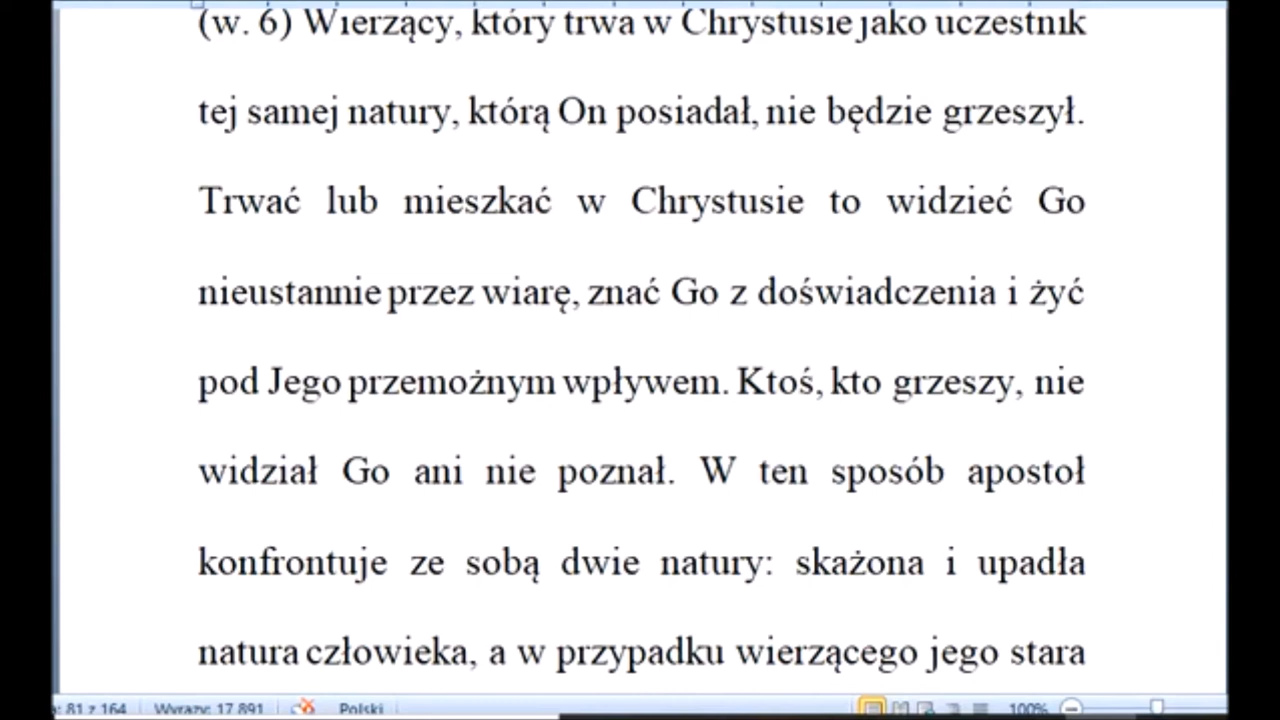 (w. 6) Wierzący, który trwa w Chrystusie jako uczestnik
tej samej natury, którą On posiadał, nie będzie grzeszył.
Trwać lub mieszkać w Chrystusie to widzieć Go
nieustannie przez wiarę, znać Go z doświadczenia i żyć
pod Jego przemożnym wpływem. Ktoś, kto grzeszy, nie
widział Go ani nie poznał. W ten sposób apostoł
konfrontuje ze sobą dwie natury: skażona i upadła
natura człowieka, a w przypadku wierzącego jego stara
: 81 z 164 Wyrazy: 17 891 Polski 100%